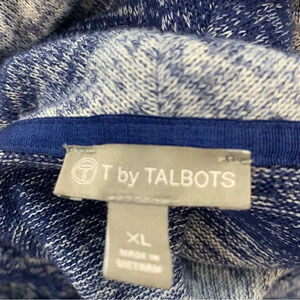 T by TALBOTS
XL
MADE IN
VIETNAM